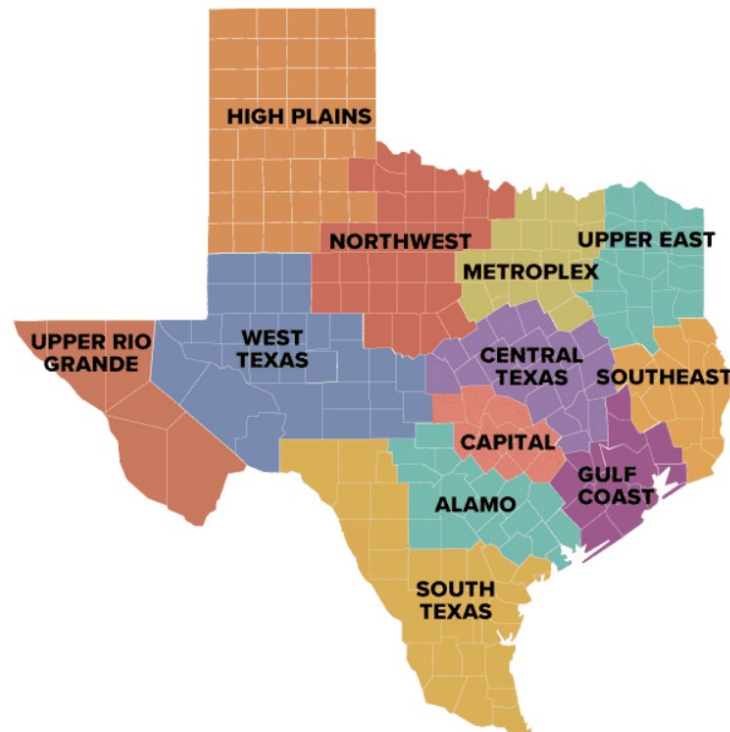 HIGH PLAINS
NORTHWEST
UPPER EAST
METROPLEX
UPPER RIO
GRANDE
WEST
TEXAS
CENTRAL
TEXAS
SOUTHEAST
CAPITAL
GULF
COAST
ALAMO
SOUTH
TEXAS